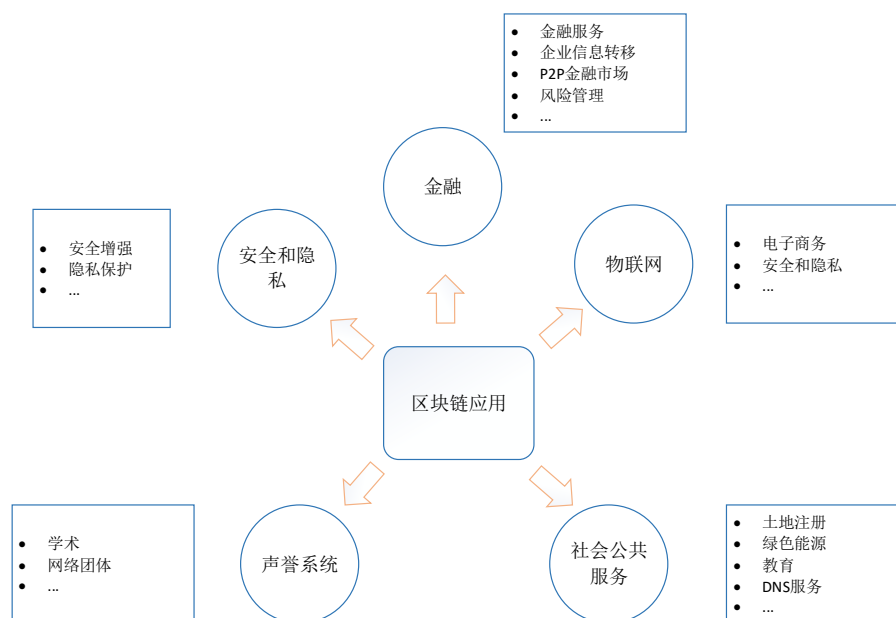 ● 金融服务
● 企业信息转移
● P2P金融市场
● 风险管理
● ...
金融
● 安全增强
● 隐私保护
● ...
安全和隐
私
物联网
● 电子商务
● 安全和隐私
● ...
区块链应用
● 学术
● 网络团体
● ...
声誉系统
社会公共
服务
● 土地注册
● 绿色能源
● 教育
● DNS服务
● ...